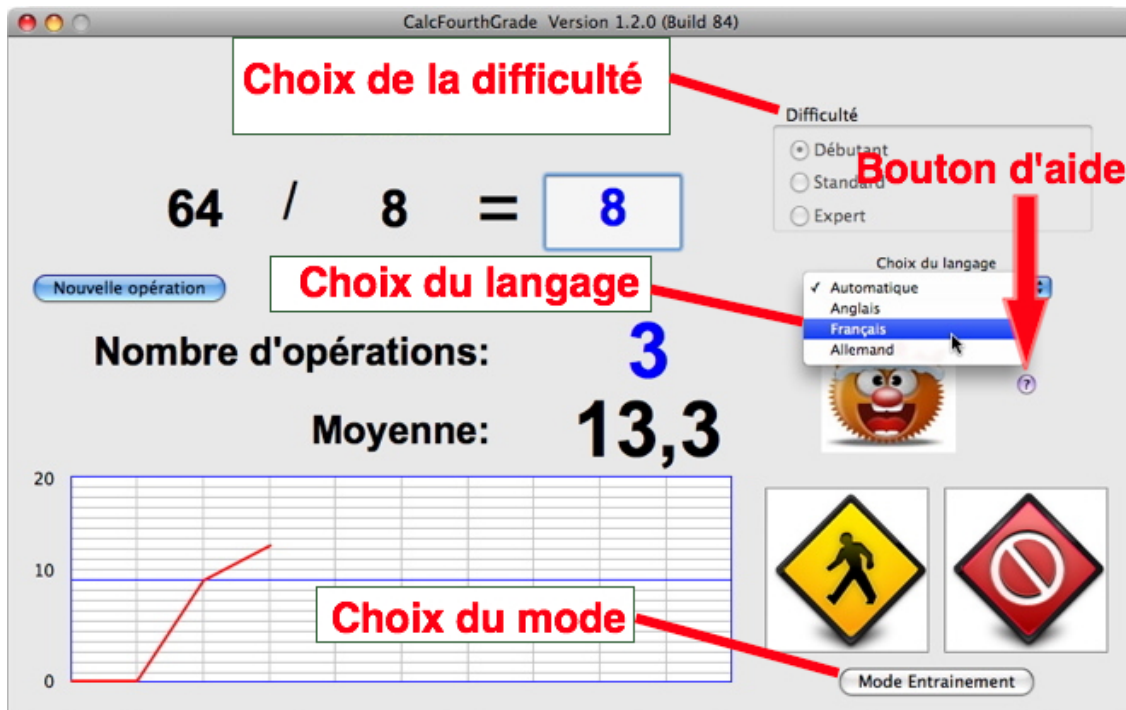 CalcFourthGrade Version 1.2.0 (Build 84)
Choix de la difficulté
Difficulté
Débutant
Standard
Expert
Bouton d'aide
64 / 8 = 8
Choix du langage
Nouvelle opération
Choix du langage
✓ Automatique
Anglais
Français
Allemand
?
Nombre d'opérations: 3
Moyenne: 13,3
20
10
0
Choix du mode
Mode Entrainement